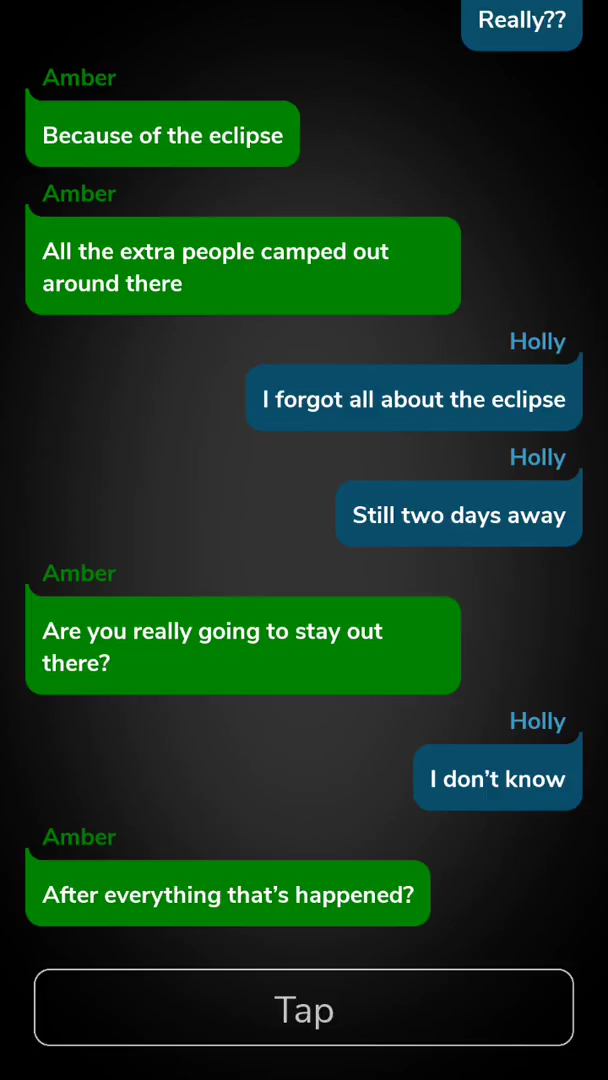 Really??
Amber
Because of the eclipse
Amber
All the extra people camped out
around there
Holly
I forgot all about the eclipse
Holly
Still two days away
Amber
Are you really going to stay out
there?
Holly
I don’t know
Amber
After everything that’s happened?
Tap